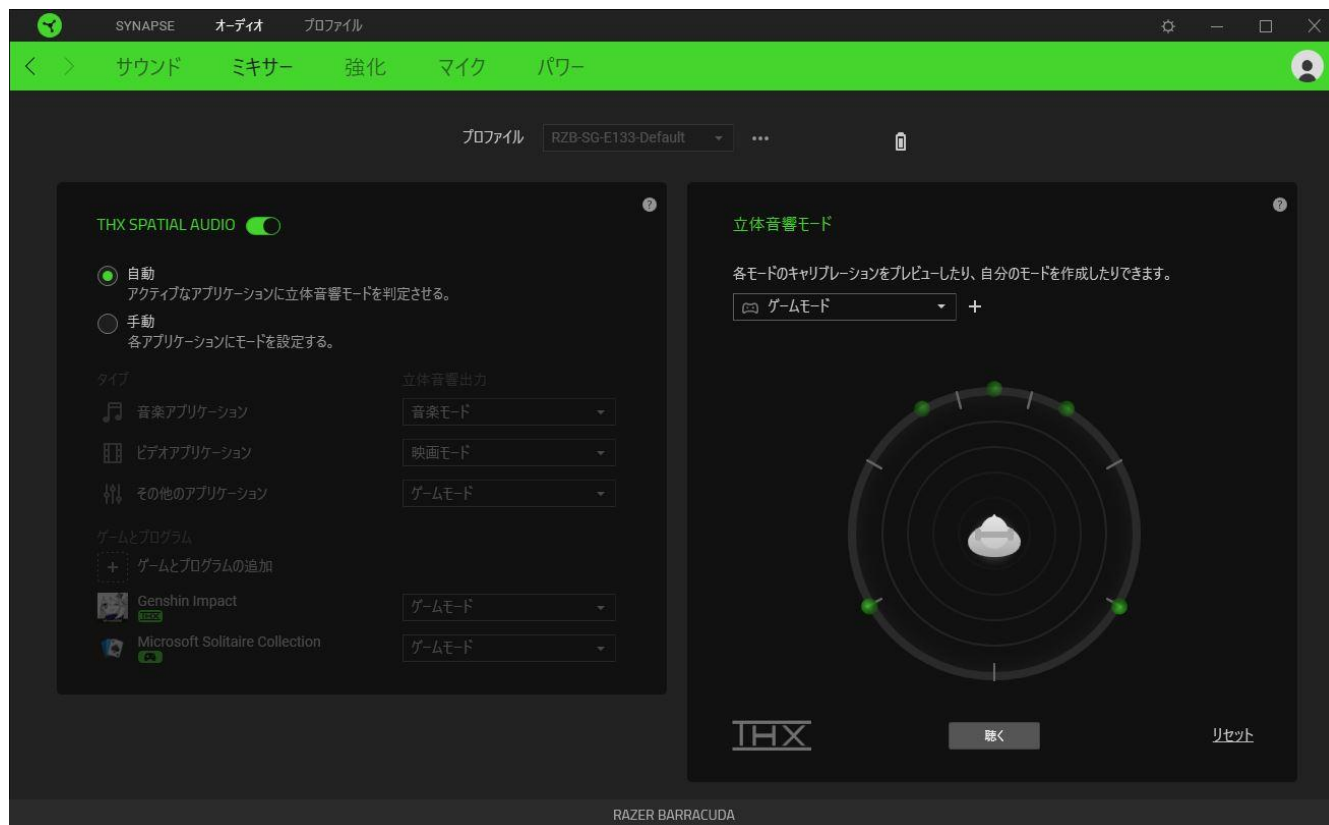 SYNAPSE オーディオ プロファイル
サウンド ミキサー 強化 マイク パワー
プロファイル RZB-SG-E133-Default
THX SPATIAL AUDIO
自動
アクティブなアプリケーションに立体音響モードを判定させる。
手動
各アプリケーションにモードを設定する。
タイプ 立体音響出力
音楽アプリケーション 音楽モード
ビデオアプリケーション 映画モード
その他のアプリケーション ゲームモード
ゲームとプログラム
ゲームとプログラムの追加
Genshin Impact ゲームモード
THX
Microsoft Solitaire Collection ゲームモード
立体音響モード
各モードのキャリブレーションをプレビューしたり、自分のモードを作成したりできます。
ゲームモード
THX 聴く リセット
RAZER BARRACUDA